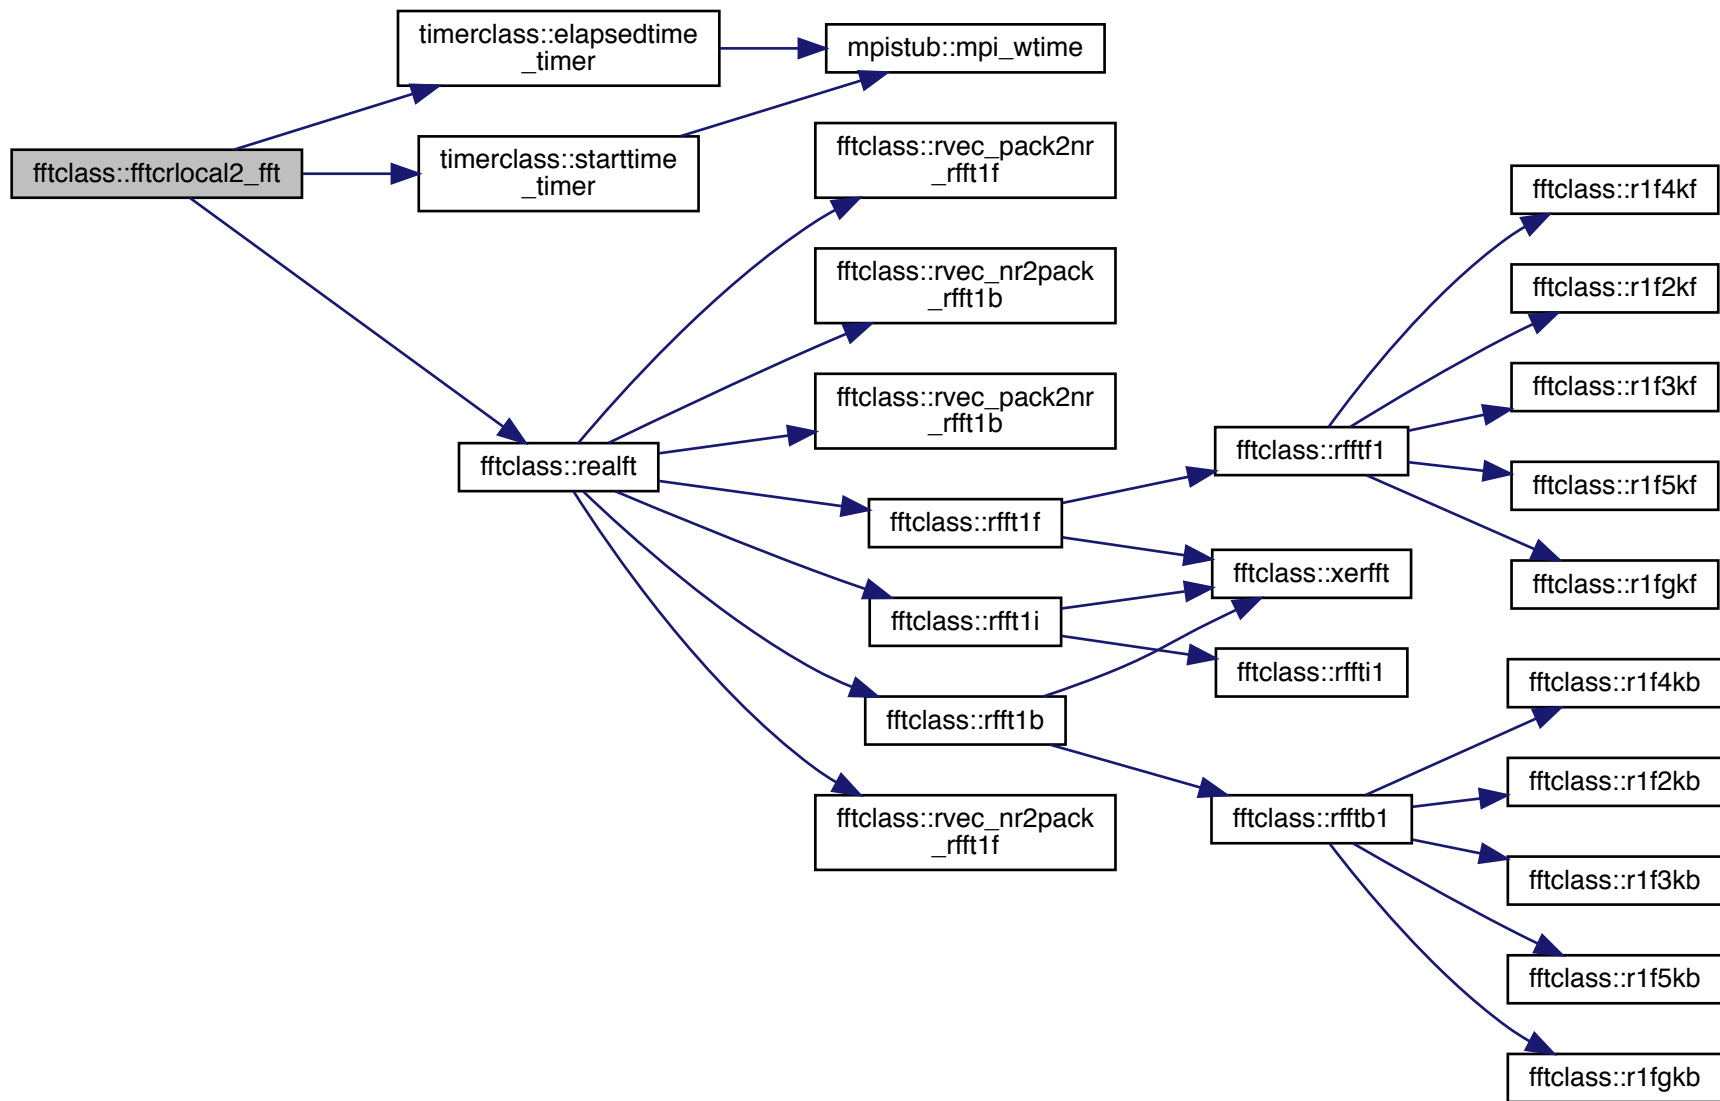 fftclass::fftcrlocal2_fft
timerclass::elapsedtime
_timer
timerclass::starttime
_timer
mpistub::mpi_wtime
fftclass::realft
fftclass::rvec_pack2nr
_rfft1f
fftclass::rvec_nr2pack
_rfft1b
fftclass::rvec_pack2nr
_rfft1b
fftclass::rfft1f
fftclass::rfft1i
fftclass::rfft1b
fftclass::rvec_nr2pack
_rfft1f
fftclass::rfftf1
fftclass::xerfft
fftclass::rffti1
fftclass::rfftb1
fftclass::r1f4kf
fftclass::r1f2kf
fftclass::r1f3kf
fftclass::r1f5kf
fftclass::r1fgkf
fftclass::r1f4kb
fftclass::r1f2kb
fftclass::r1f3kb
fftclass::r1f5kb
fftclass::r1fgkb